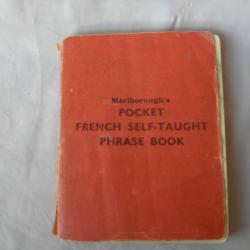 Marlborough's
POCKET
FRENCH SELF-TAUGHT
PHRASE BOOK